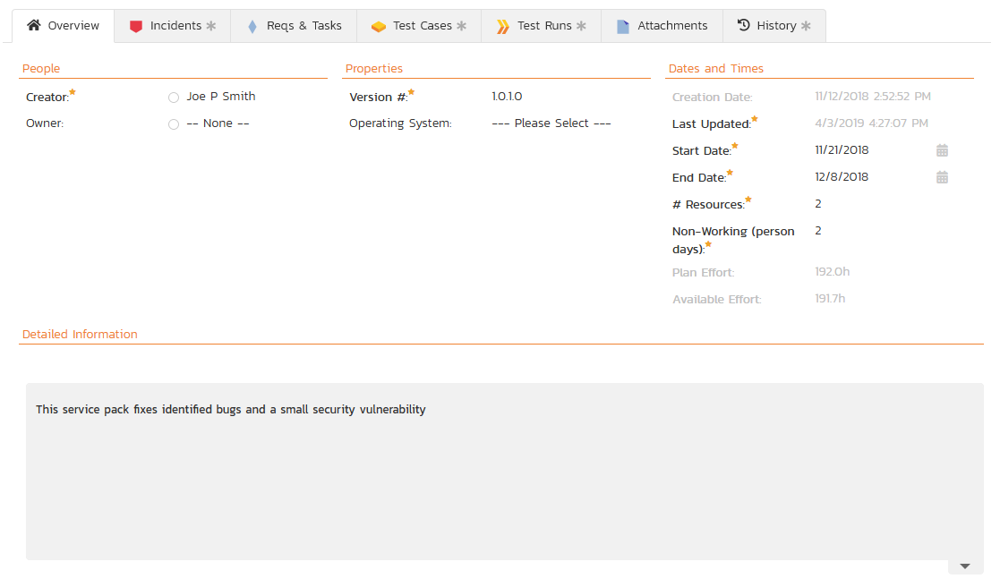 Overview Incidents Reqs & Tasks Test Cases Test Runs Attachments History
People Properties Dates and Times
Creator: Joe P Smith Version #: 1.0.1.0 Creation Date: 11/12/2018 2:52:52 PM
Owner: -- None -- Operating System: --- Please Select --- Last Updated: 4/3/2019 4:27:07 PM
Start Date: 11/21/2018
End Date: 12/8/2018
# Resources: 2
Non-Working (person 2
days):
Plan Effort: 192.0h
Available Effort: 191.7h
Detailed Information
This service pack fixes identified bugs and a small security vulnerability